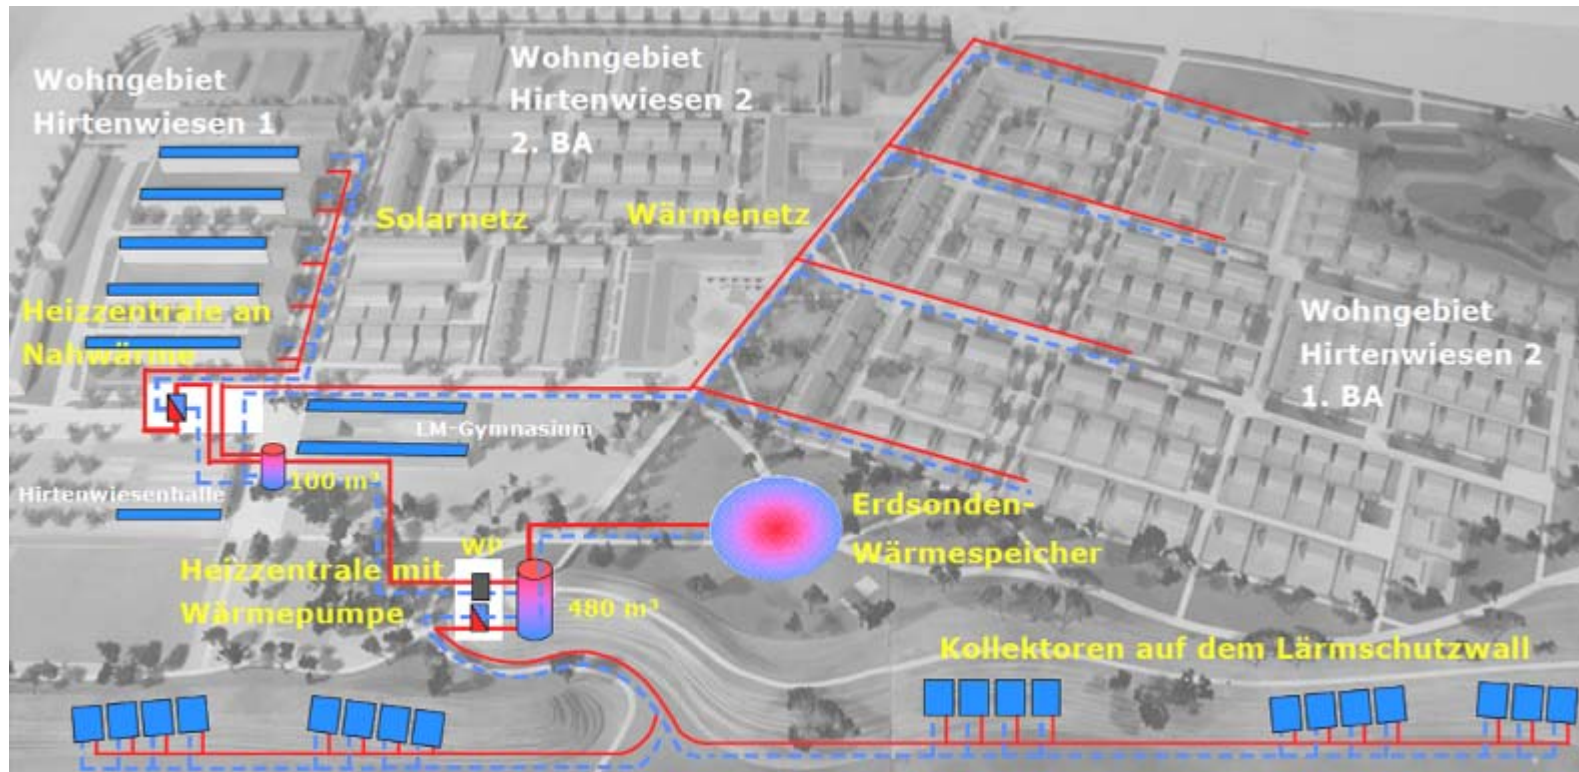 Wohngebiet
Hirtenwiesen 1
Wohngebiet
Hirtenwiesen 2
2. BA
Solarnetz
Wärmenetz
Heizzentrale an
Nahwärme
Wohngebiet
Hirtenwiesen 2
1. BA
LM-Gymnasium
100 m³
Hirtenwiesenhalle
Erdsonden-
Wärmespeicher
WP
Heizzentrale mit
Wärmepumpe
480 m³
Kollektoren auf dem Lärmschutzwall